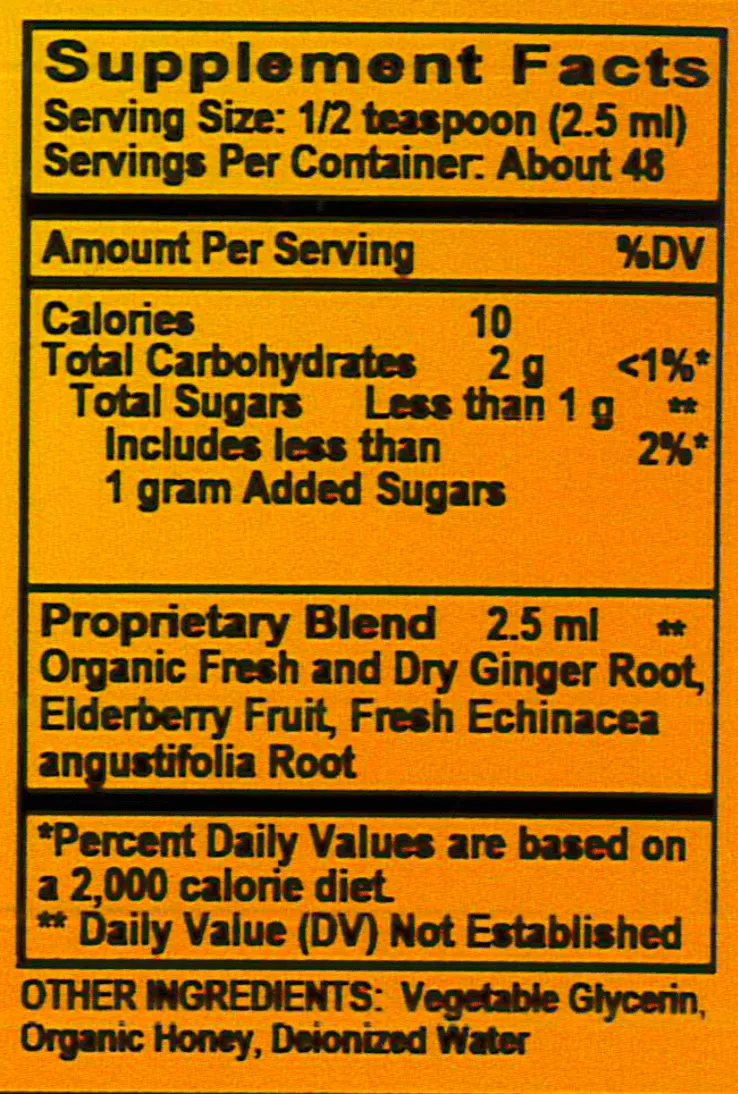 Supplement Facts
Serving Size: 1/2 teaspoon (2.5 ml)
Servings Per Container: About 48
Amount Per Serving %DV
Calories 10
Total Carbohydrates 2 g <1%*
Total Sugars Less than 1 g **
Includes less than 2%*
1 gram Added Sugars
Proprietary Blend 2.5 ml **
Organic Fresh and Dry Ginger Root,
Elderberry Fruit, Fresh Echinacea
angustifolia Root
*Percent Daily Values are based on
a 2,000 calorie diet.
** Daily Value (DV) Not Established
OTHER INGREDIENTS: Vegetable Glycerin,
Organic Honey, Deionized Water